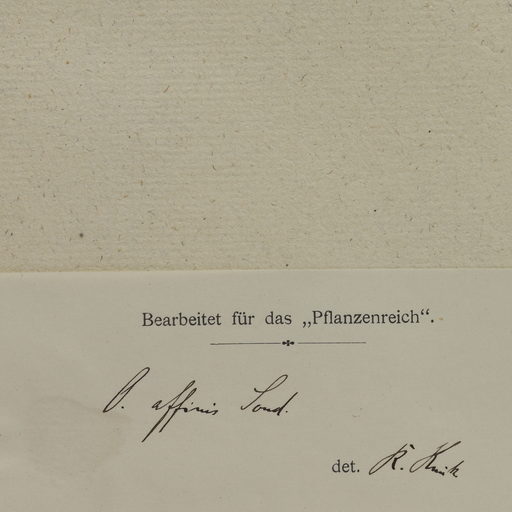 Bearbeitet für das „Pflanzenreich“.
O. affinis Sond.
det. R. Knuth